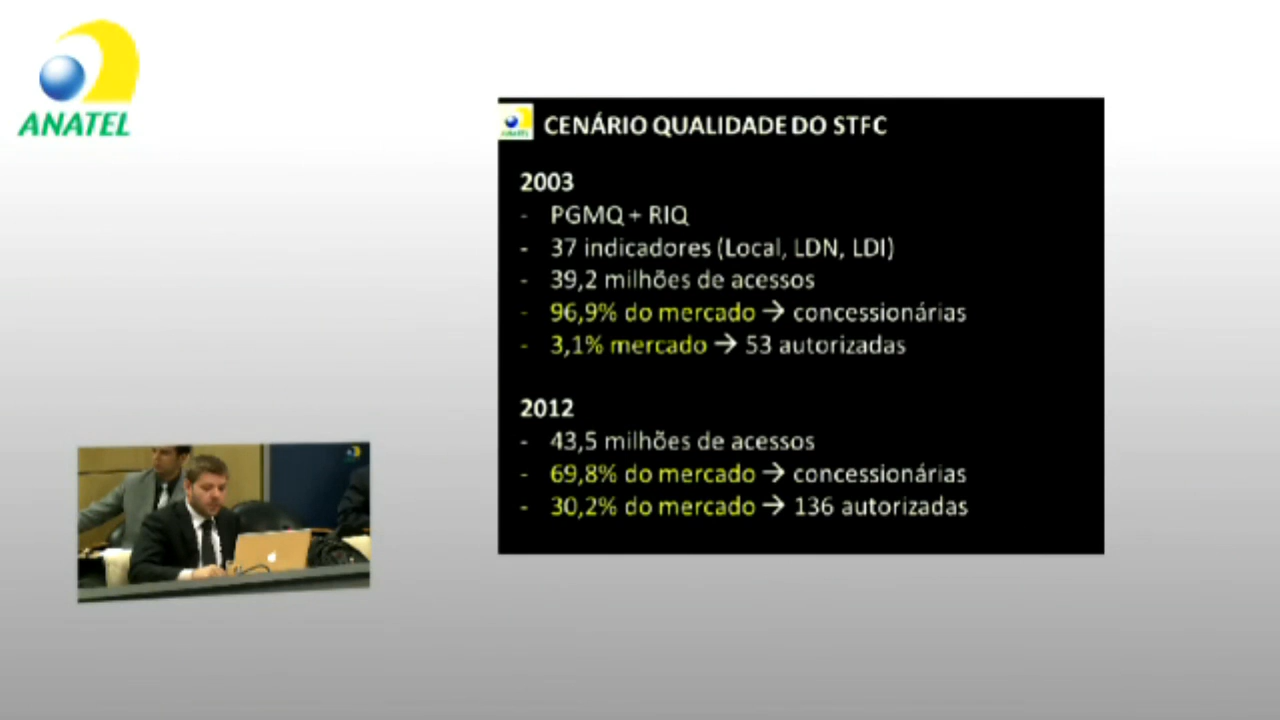 ANATEL
CENÁRIO QUALIDADE DO STFC
2003
- PGMQ + RIQ
- 37 indicadores (Local, LDN, LDI)
- 39,2 milhões de acessos
- 96,9% do mercado → concessionárias
- 3,1% mercado → 53 autorizadas
2012
- 43,5 milhões de acessos
- 69,8% do mercado → concessionárias
- 30,2% do mercado → 136 autorizadas